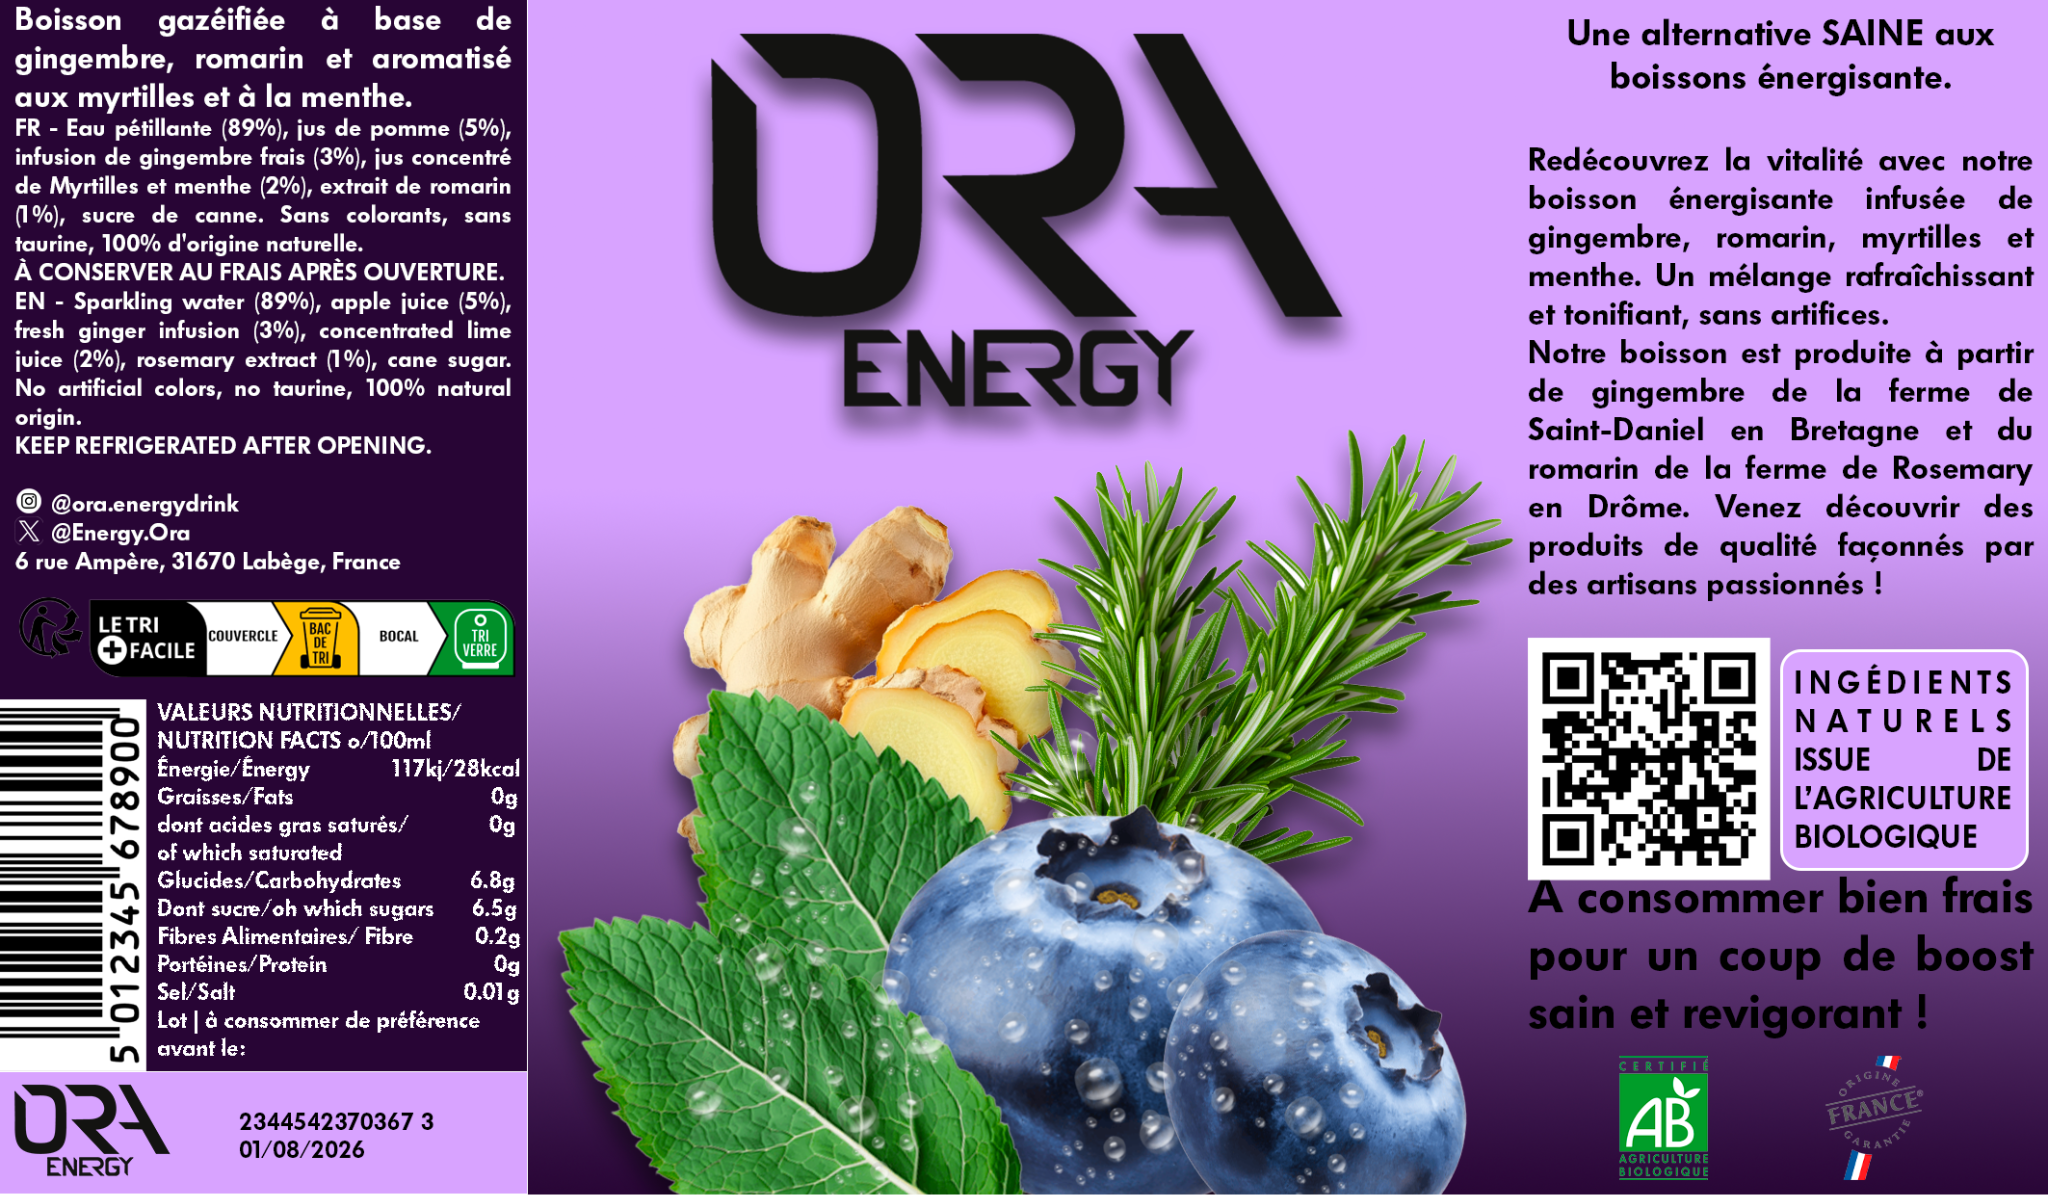 Boisson gazéifiée à base de
gingembre, romarin et aromatisé
aux myrtilles et à la menthe.
FR - Eau pétillante (89%), jus de pomme (5%),
infusion de gingembre frais (3%), jus concentré
de Myrtilles et menthe (2%), extrait de romarin
(1%), sucre de canne. Sans colorants, sans
taurine, 100% d'origine naturelle.
À CONSERVER AU FRAIS APRÈS OUVERTURE.
EN - Sparkling water (89%), apple juice (5%),
fresh ginger infusion (3%), concentrated lime
juice (2%), rosemary extract (1%), cane sugar.
No artificial colors, no taurine, 100% natural
origin.
KEEP REFRIGERATED AFTER OPENING.
@ora.energydrink
@Energy.Ora
6 rue Ampère, 31670 Labège, France
LE TRI
+ FACILE
COUVERCLE
BAC
DE
TRI
BOCAL
TRI
VERRE
5 012345 678900
VALEURS NUTRITIONNELLES/
NUTRITION FACTS o/100ml
Énergie/Énergy 117kj/28kcal
Graisses/Fats 0g
dont acides gras saturés/ 0g
of which saturated
Glucides/Carbohydrates 6.8g
Dont sucre/oh which sugars 6.5g
Fibres Alimentaires/ Fibre 0.2g
Portéines/Protein 0g
Sel/Salt 0.01g
Lot | à consommer de préférence
avant le:
ORA
ENERGY
2344542370367 3
01/08/2026
ORA
ENERGY
Une alternative SAINE aux
boissons énergisante.
Redécouvrez la vitalité avec notre
boisson énergisante infusée de
gingembre, romarin, myrtilles et
menthe. Un mélange rafraîchissant
et tonifiant, sans artifices.
Notre boisson est produite à partir
de gingembre de la ferme de
Saint-Daniel en Bretagne et du
romarin de la ferme de Rosemary
en Drôme. Venez découvrir des
produits de qualité façonnés par
des artisans passionnés !
INGÉDIENTS
NATURELS
ISSUE DE
L'AGRICULTURE
BIOLOGIQUE
A consommer bien frais
pour un coup de boost
sain et revigorant !
CERTIFIÉ
AB
AGRICULTURE
BIOLOGIQUE
ORIGINE
FRANCE
GARANTIE